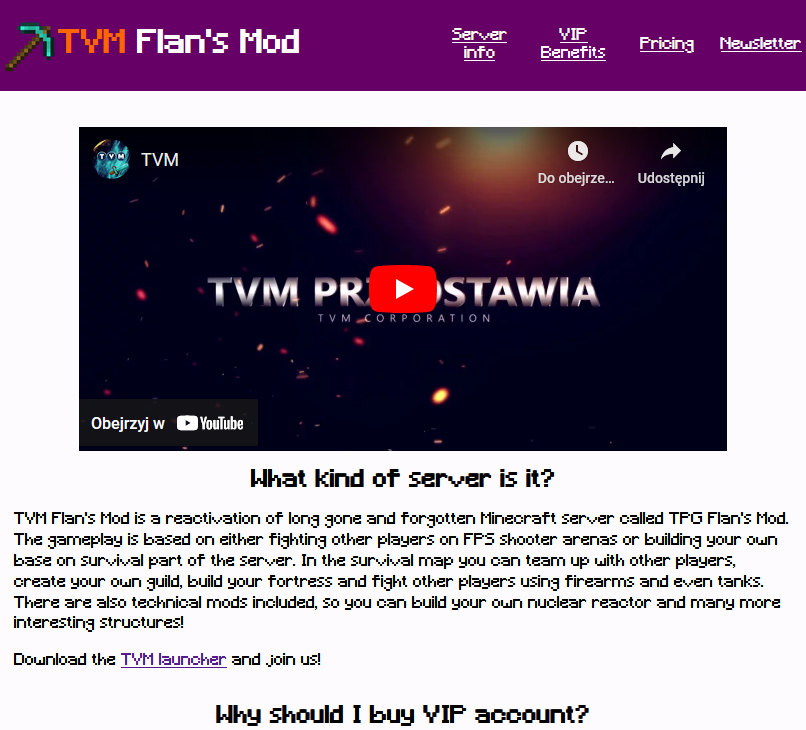 TVM Flan's Mod
Server info
VIP Benefits
Pricing
Newsletter
TVM
TVM
Do obejrze...
Udostępnij
TVM
TVM CORPORATION
Obejrzyj w YouTube
What kind of server is it?
TVM Flan's Mod is a reactivation of long gone and forgotten Minecraft server called TPG Flan's Mod.
The gameplay is based on either fighting other players on FPS shooter arenas or building your own
base on survival part of the server. In the survival map you can team up with other players,
create your own guild, build your fortress and fight other players using firearms and even tanks.
There are also technical mods included, so you can build your own nuclear reactor and many more
interesting structures!
Download the TVM launcher and join us!
Why should I buy VIP account?